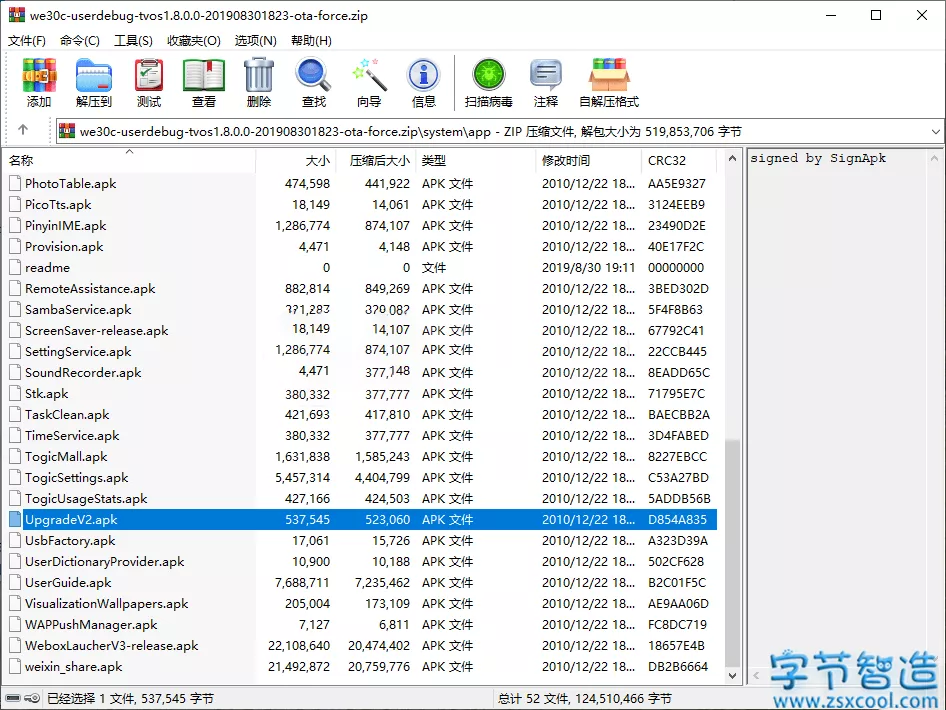 we30c-userdebug-tvos1.8.0.0-201908301823-ota-force.zip
文件(F) 命令(C) 工具(S) 收藏夹(O) 选项(N) 帮助(H)
添加 解压到 测试 查看 删除 查找 向导 信息 扫描病毒 注释 自解压格式
we30c-userdebug-tvos1.8.0.0-201908301823-ota-force.zip\system\app - ZIP 压缩文件, 解包大小为 519,853,706 字节
名称 大小 压缩后大小 类型 修改时间 CRC32
signed by SignApk
PhotoTable.apk 474,598 441,922 APK 文件 2010/12/22 18... AA5E9327
PicoTts.apk 18,149 14,061 APK 文件 2010/12/22 18... 3124EEB9
PinyinIME.apk 1,286,774 874,107 APK 文件 2010/12/22 18... 23490D2E
Provision.apk 4,471 4,148 APK 文件 2010/12/22 18... 40E17F2C
readme 0 0 文件 2019/8/30 19:11 00000000
RemoteAssistance.apk 882,814 849,269 APK 文件 2010/12/22 18... 3BED302D
SambaService.apk APK 文件 2010/12/22 18... 5F4F8B63
ScreenSaver-release.apk 18,149 14,107 APK 文件 2010/12/22 18... 67792C41
SettingService.apk 1,286,774 874,107 APK 文件 2010/12/22 18... 22CCB445
SoundRecorder.apk 4,471 377,148 APK 文件 2010/12/22 18... 8EADD65C
Stk.apk 380,332 377,777 APK 文件 2010/12/22 18... 71795E7C
TaskClean.apk 421,693 417,810 APK 文件 2010/12/22 18... BAECBB2A
TimeService.apk 380,332 377,777 APK 文件 2010/12/22 18... 3D4FABED
TogicMall.apk 1,631,838 1,585,243 APK 文件 2010/12/22 18... 8227EBCC
TogicSettings.apk 5,457,314 4,404,799 APK 文件 2010/12/22 18... C53A27BD
TogicUsageStats.apk 427,166 424,503 APK 文件 2010/12/22 18... 5ADDB56B
UpgradeV2.apk 537,545 523,060 APK 文件 2010/12/22 18... D854A835
UsbFactory.apk 17,061 15,726 APK 文件 2010/12/22 18... A323D39A
UserDictionaryProvider.apk 10,900 10,188 APK 文件 2010/12/22 18... 502CF628
UserGuide.apk 7,688,711 7,235,462 APK 文件 2010/12/22 18... B2C01F5C
VisualizationWallpapers.apk 205,004 173,109 APK 文件 2010/12/22 18... AE9AA06D
WAPPushManager.apk 7,127 6,811 APK 文件 2010/12/22 18... FC8DC719
WeboxLaucherV3-release.apk 22,108,640 20,474,402 APK 文件 2010/12/22 18... 18657E4B
weixin_share.apk 21,492,872 20,759,776 APK 文件 2010/12/22 18... DB2B6664
已经选择 1 文件, 537,545 字节 总计 52 文件, 124,510,466 字节
字节智造
www.zsxcool.com